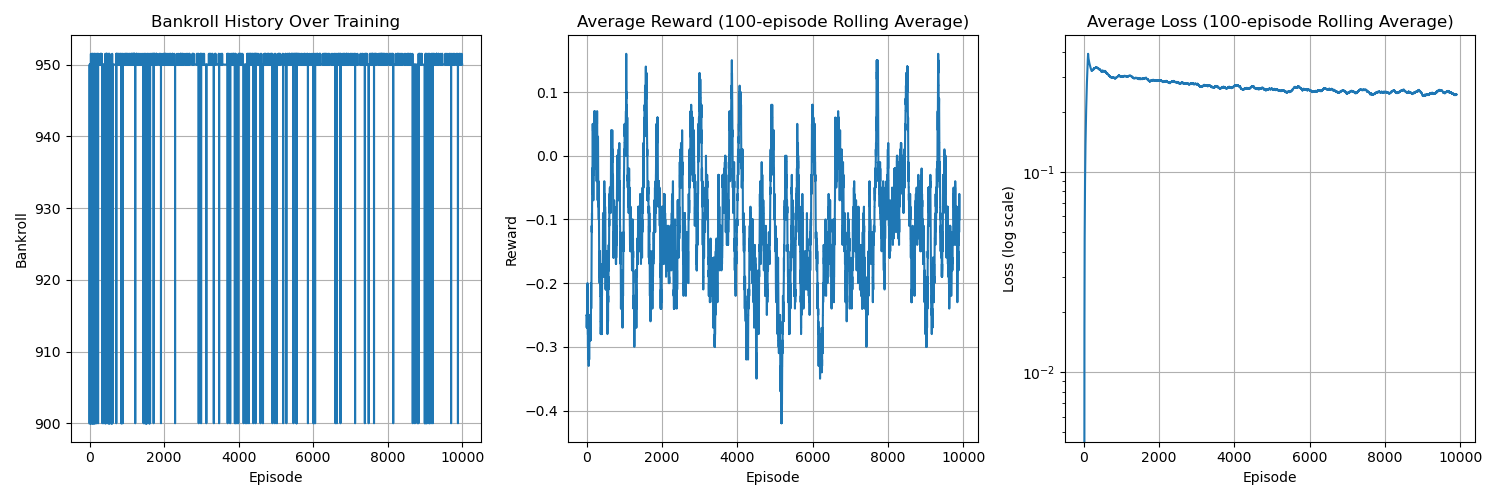 Bankroll History Over Training
Bankroll
950
940
930
920
910
900
0 2000 4000 6000 8000 10000
Episode
Average Reward (100-episode Rolling Average)
Reward
0.1
0.0
−0.1
−0.2
−0.3
−0.4
0 2000 4000 6000 8000 10000
Episode
Average Loss (100-episode Rolling Average)
Loss (log scale)
10⁻¹
10⁻²
0 2000 4000 6000 8000 10000
Episode